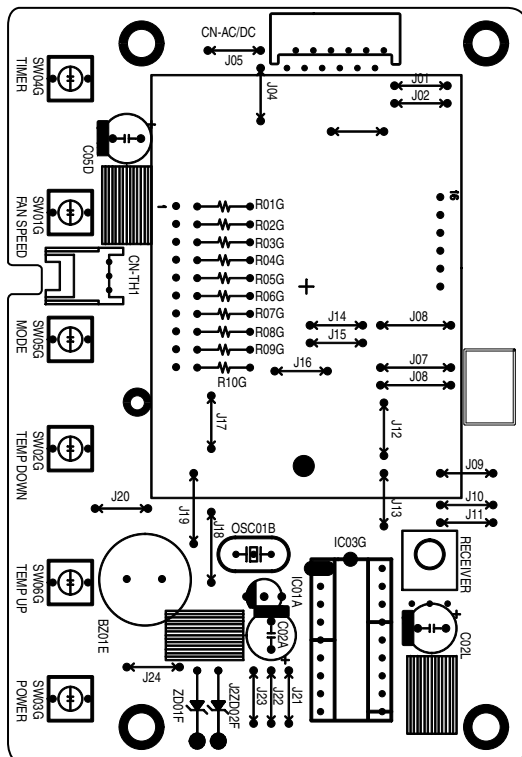 CN-AC/DC
J05
J04
J01
J02
SW04G
TIMER
C05D
+
SW01G
FAN SPEED
1
16
R01G
R02G
R03G
R04G
R05G
R06G
R07G
R08G
R09G
R10G
CN-TH1
J14
J15
J16
J08
J07
J08
SW05G
MODE
J17
J12
SW02G
TEMP DOWN
J09
J10
J11
J13
J20
J19
J18
OSC01B
IC03G
RECEIVER
SW06G
TEMP UP
BZ01E
IC01A
C02A
+
C02L
+
J24
SW03G
POWER
ZD01F
J2ZD02F
J23
J22
J21